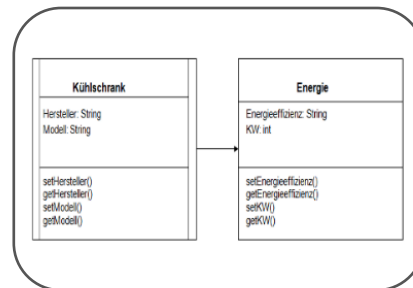 Kühlschrank
Hersteller: String
Modell: String
setHersteller()
getHersteller()
setModell()
getModell()
Energie
Energieeffizienz: String
KW: int
setEnergieeffizienz()
getEnergieeffizienz()
setKW()
getKW()